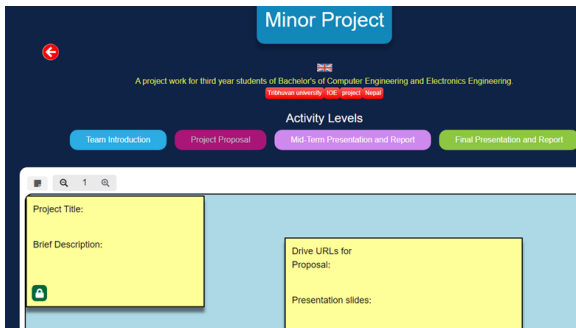 Minor Project
A project work for third year students of Bachelor's of Computer Engineering and Electronics Engineering.
Tribhuvan university IOE project Nepal
Activity Levels
Team Introduction Project Proposal Mid-Term Presentation and Report Final Presentation and Report
1
Project Title:
Brief Description:
Drive URLs for
Proposal:
Presentation slides: